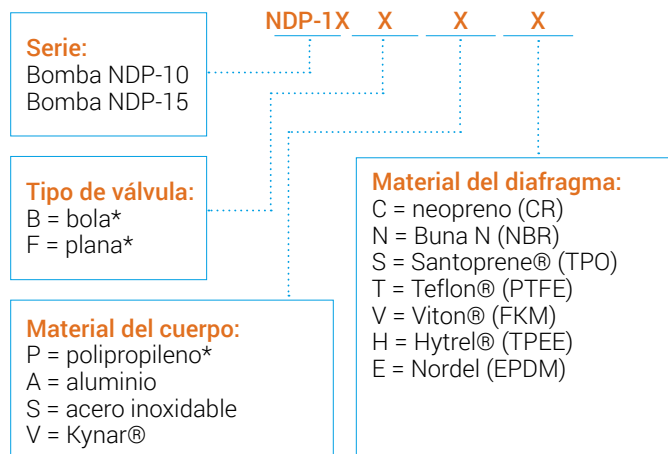 NDP-1X X X X
Serie:
Bomba NDP-10
Bomba NDP-15
Tipo de válvula:
B = bola*
F = plana*
Material del cuerpo:
P = polipropileno*
A = aluminio
S = acero inoxidable
V = Kynar®
Material del diafragma:
C = neopreno (CR)
N = Buna N (NBR)
S = Santoprene® (TPO)
T = Teflon® (PTFE)
V = Viton® (FKM)
H = Hytrel® (TPEE)
E = Nordel (EPDM)